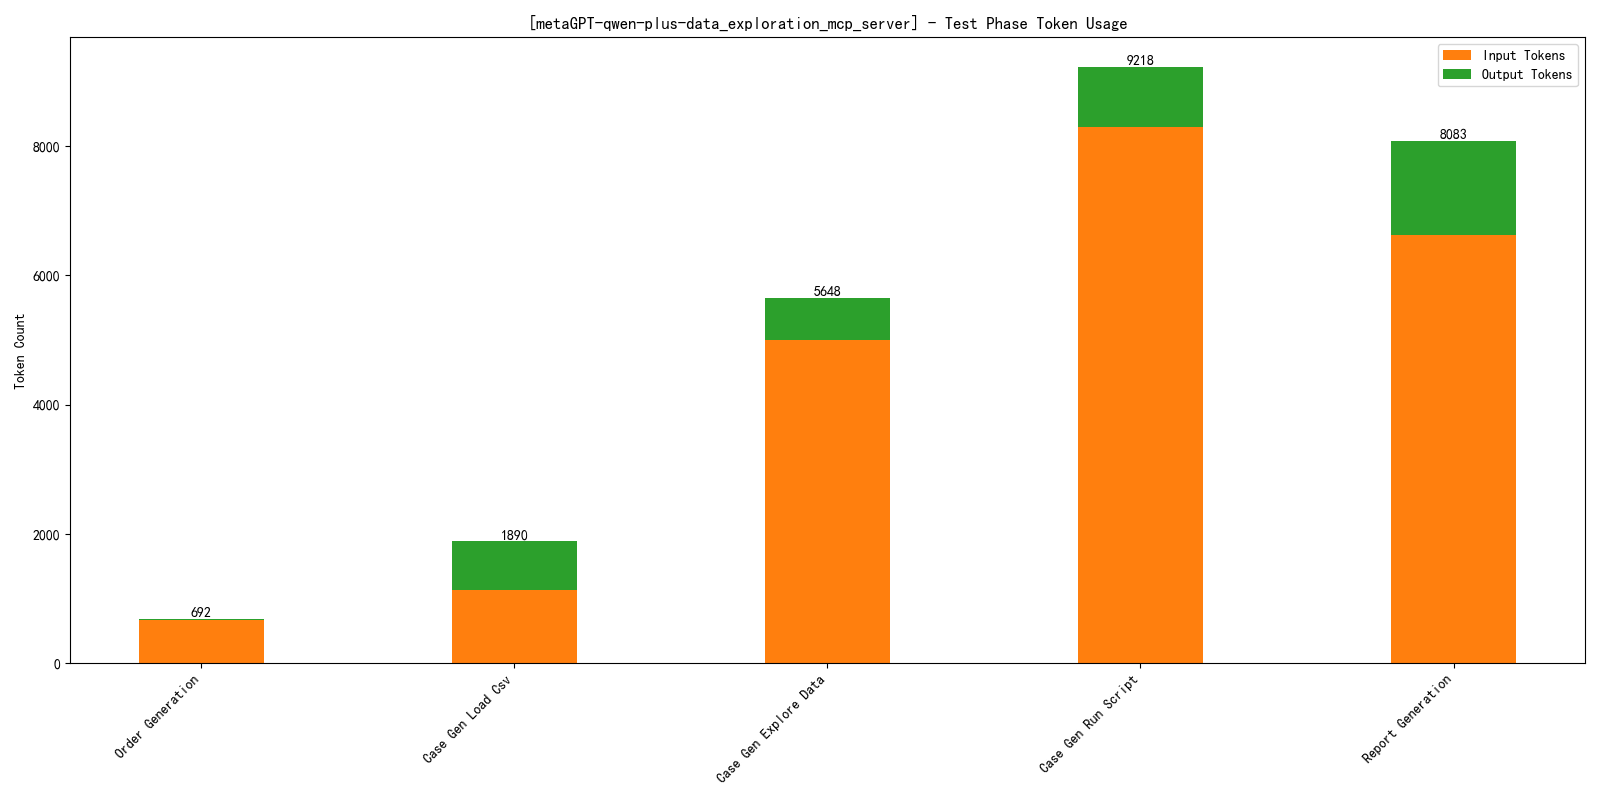 [metaGPT-qwen-plus-data_exploration_mcp_server] - Test Phase Token Usage
Input Tokens
Output Tokens
Token Count
8000
6000
4000
2000
0
692
1890
5648
9218
8083
Order Generation
Case Gen Load Csv
Case Gen Explore Data
Case Gen Run Script
Report Generation